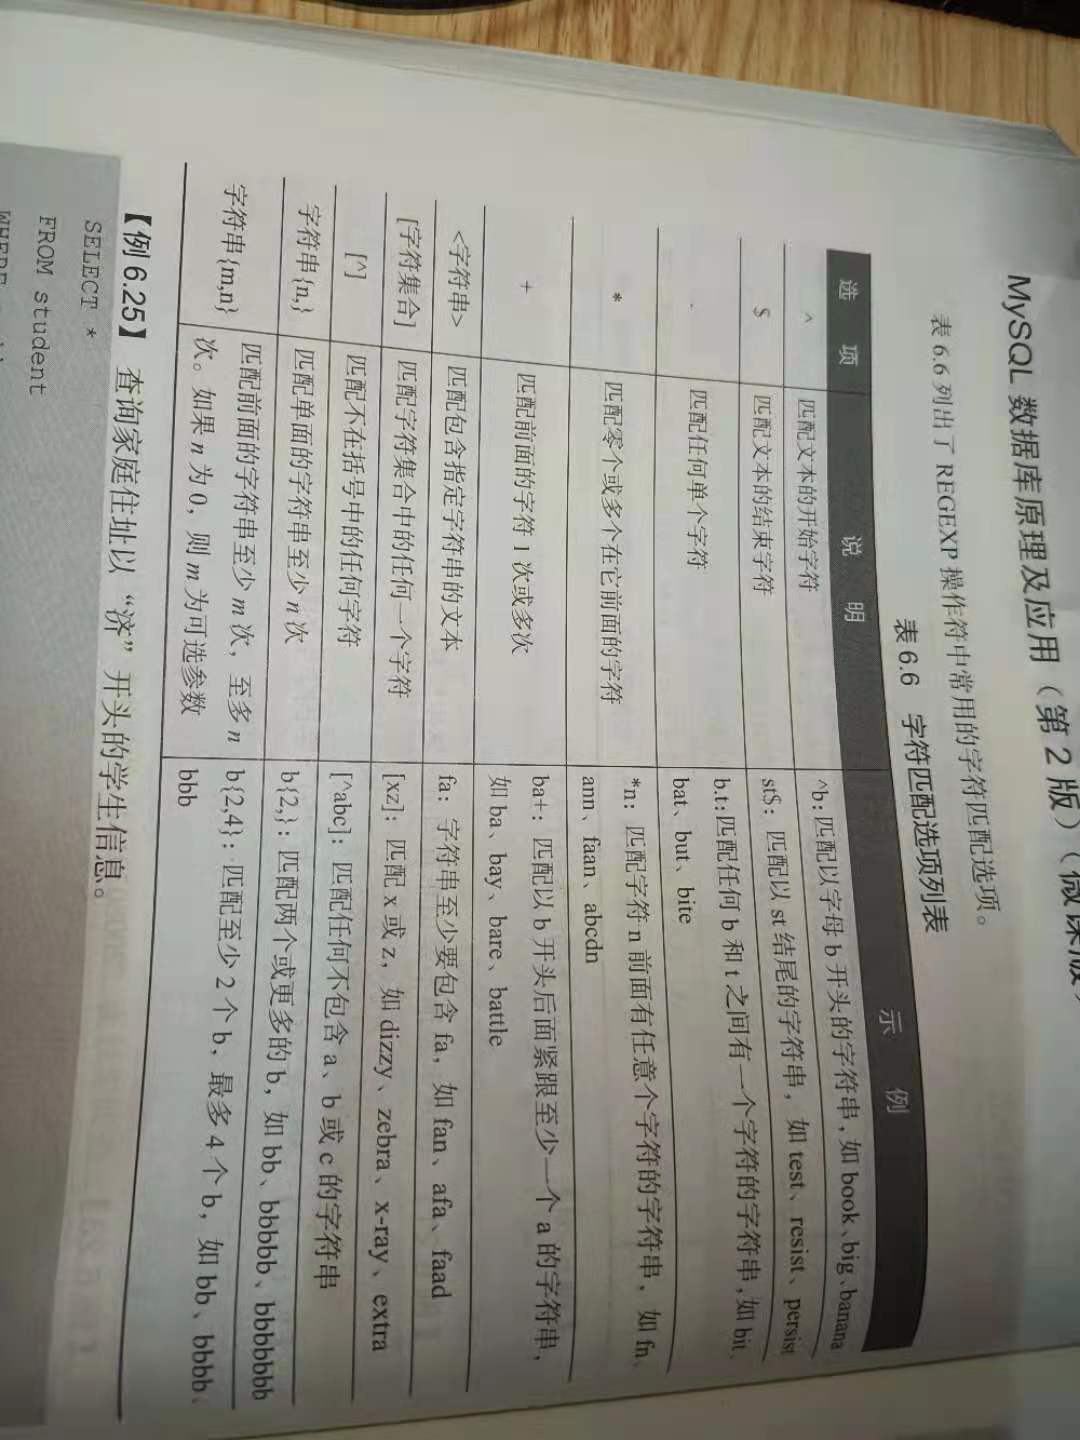 MySQL 数据库原理及应用（第 2 版）（微课版）
表 6.6 列出了 REGEXP 操作符中常用的字符匹配选项。
表 6.6 字符匹配选项列表
选 项 说 明 示 例
^ 匹配文本的开始字符 ^b：匹配以字母 b 开头的字符串，如 book、big、banana
$ 匹配文本的结束字符 st$：匹配以 st 结尾的字符串，如 test、resist、persist
. 匹配任何单个字符 b.t：匹配任何 b 和 t 之间有一个字符的字符串，如 bit、
bat、but、bite
* 匹配零个或多个在它前面的字符 *n：匹配字符 n 前面有任意个字符的字符串，如 fn、
ann、faan、abcdn
+ 匹配前面的字符 1 次或多次 ba+：匹配以 b 开头后面紧跟至少一个 a 的字符串，
如 ba、bay、bare、battle
<字符串> 匹配包含指定字符串的文本 fa：字符串至少要包含 fa，如 fan、afa、faad
[字符集合] 匹配字符集合中的任何一个字符 [xz]：匹配 x 或 z，如 dizzy、zebra、x-ray、extra
[^] 匹配不在括号中的任何字符 [^abc]：匹配任何不包含 a、b 或 c 的字符串
字符串{n,} 匹配单面的字符串至少 n 次 b{2,}：匹配两个或更多的 b，如 bb、bbbbb、bbbbbbb
字符串{m,n} 匹配前面的字符串至少 m 次，至多 n b{2,4}：匹配至少 2 个 b，最多 4 个 b，如 bb、bbbb、
次。如果 n 为 0，则 m 为可选参数 bbb
【例 6.25】 查询家庭住址以“济”开头的学生信息。
SELECT *
FROM student
WHERE